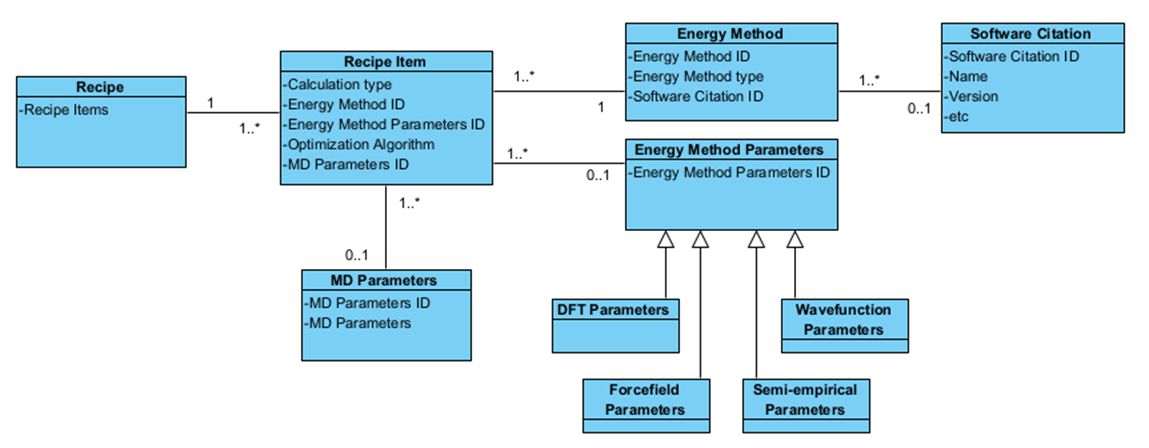 Recipe
-Recipe Items
1
1..*
Recipe Item
-Calculation type
-Energy Method ID
-Energy Method Parameters ID
-Optimization Algorithm
-MD Parameters ID
1..*
1
Energy Method
-Energy Method ID
-Energy Method type
-Software Citation ID
1..*
0..1
Software Citation
-Software Citation ID
-Name
-Version
-etc
1..*
0..1
Energy Method Parameters
-Energy Method Parameters ID
1..*
0..1
MD Parameters
-MD Parameters ID
-MD Parameters
DFT Parameters
Wavefunction
Parameters
Forcefield
Parameters
Semi-empirical
Parameters